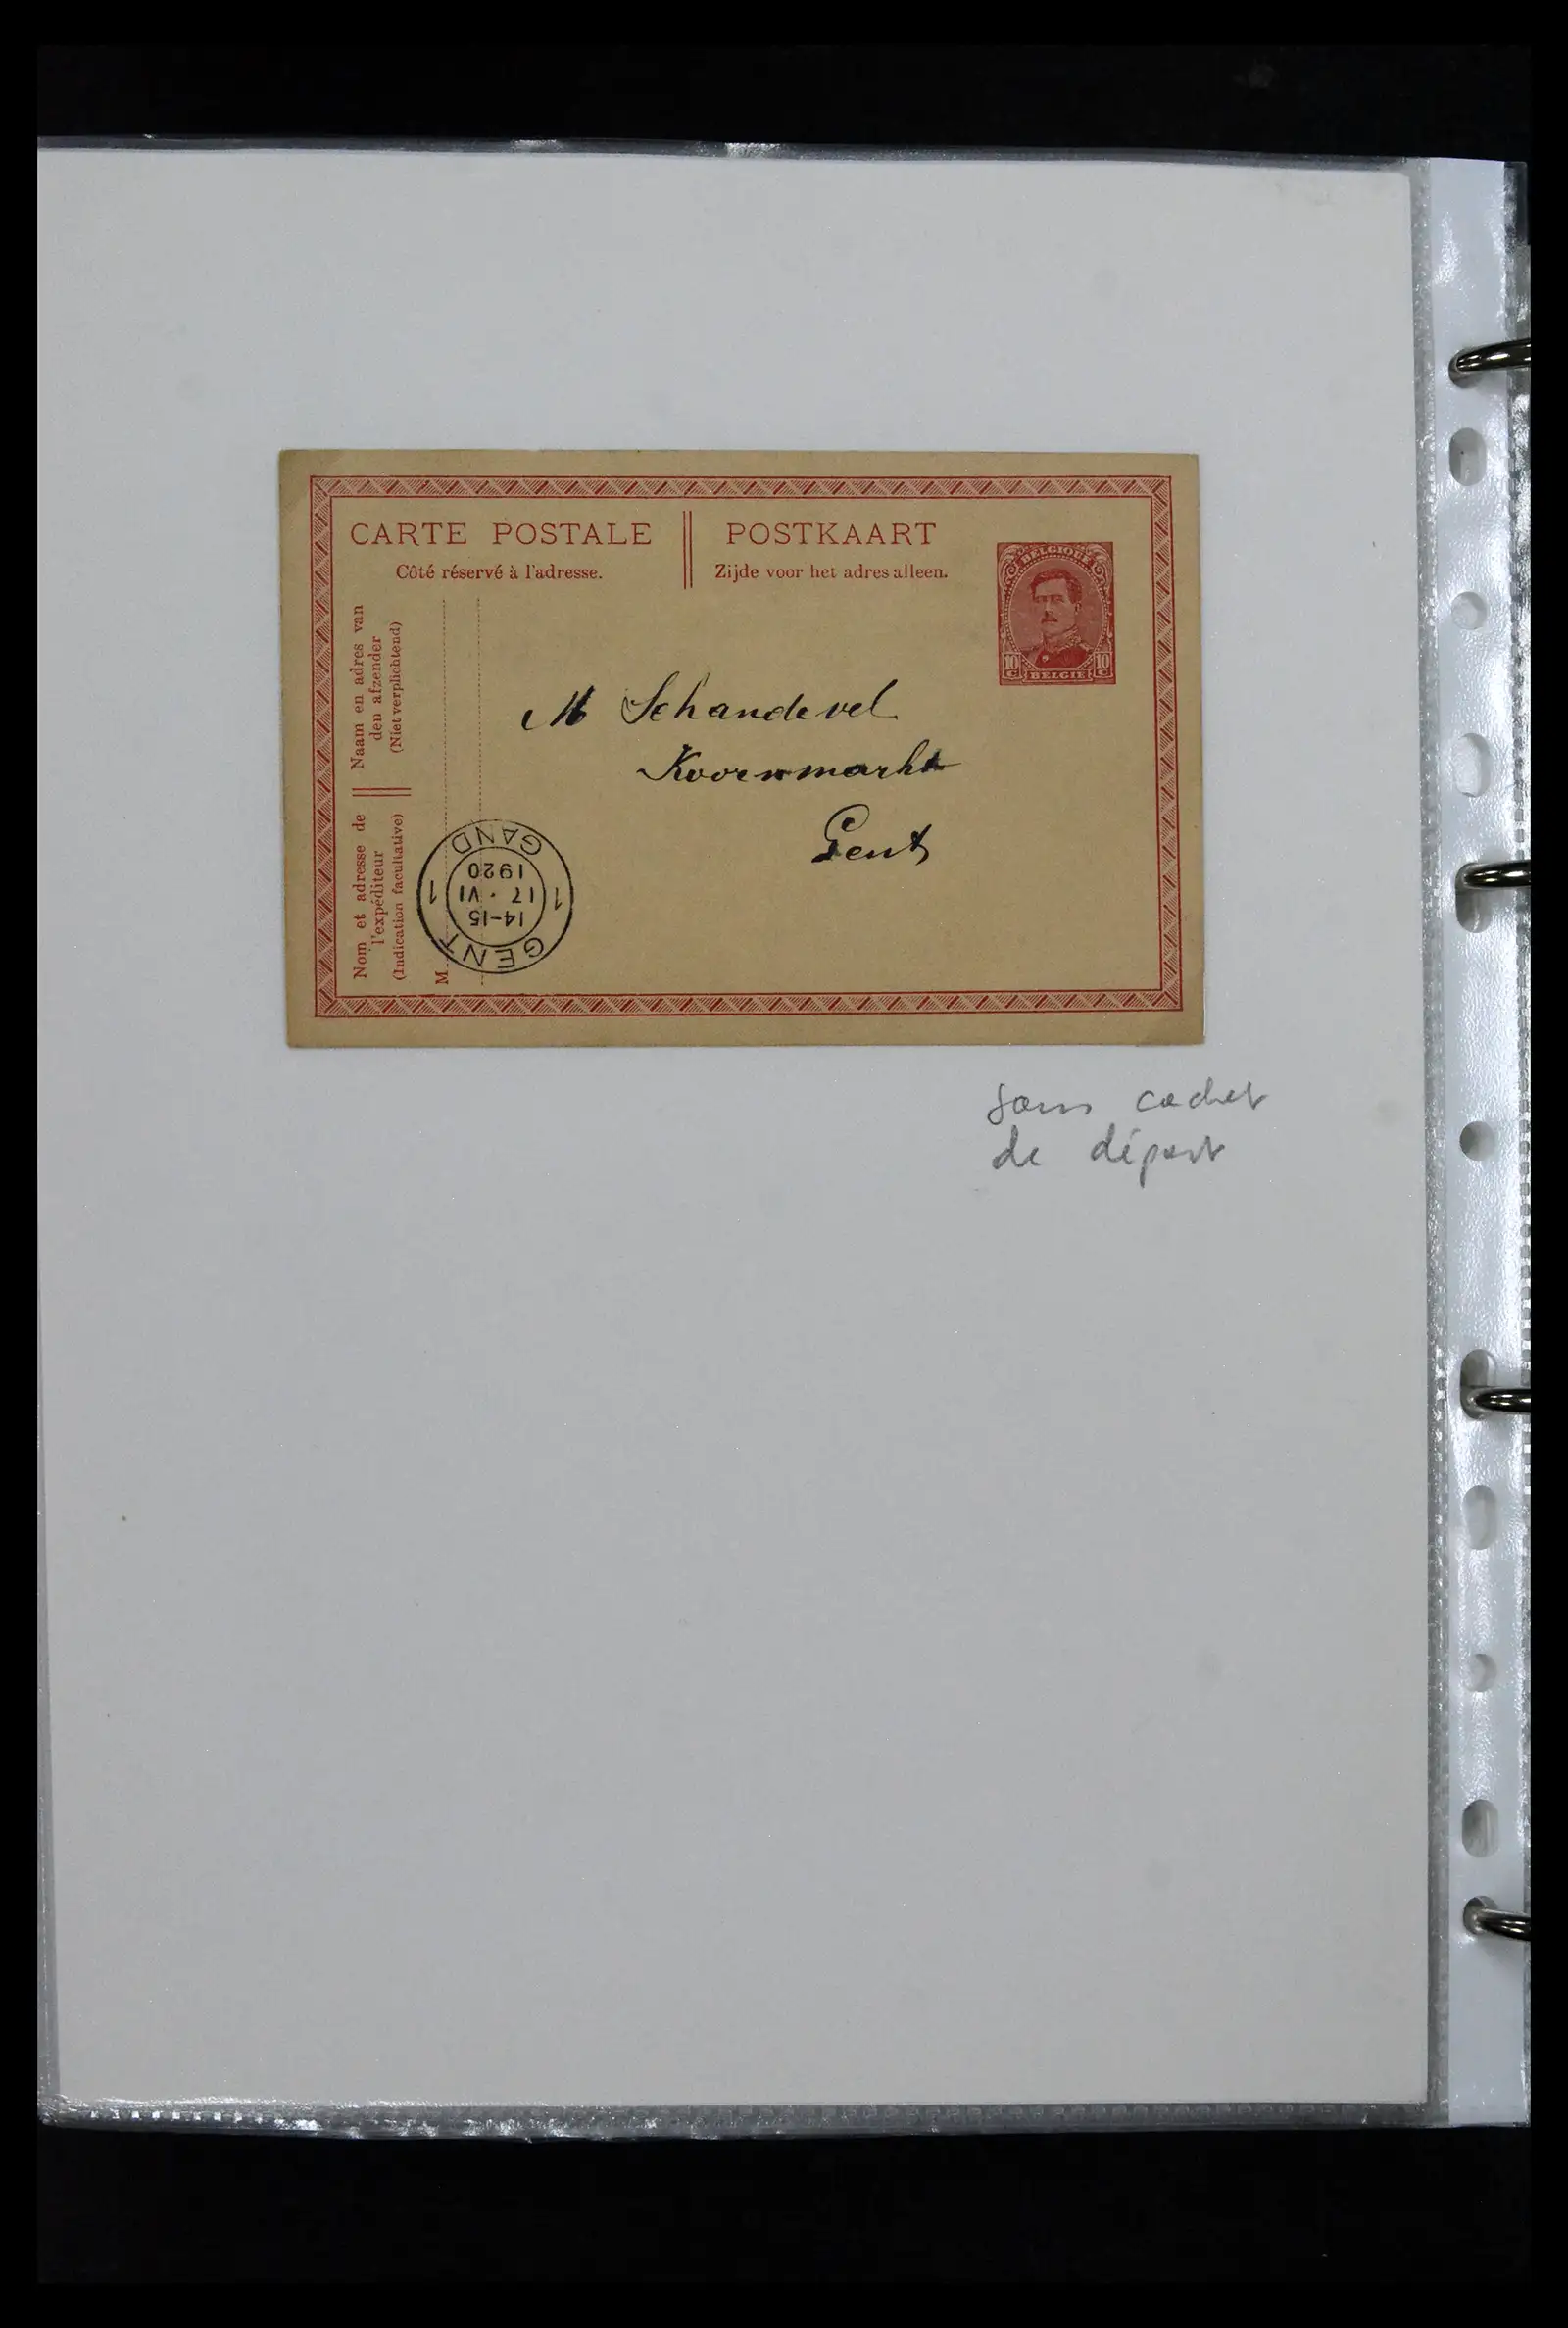 CARTE POSTALE
Côté réservé à l'adresse.
POSTKAART
Zijde voor het adres alleen.
BELGIQUE
10 C
10 C
BELGIE
Naam en adres van
den afzender
(Niet verplichtend)
Nom et adresse de
l'expéditeur
(Indication facultative)
M
M Schandevel
Koornmarkt
Gent
GENT
14-15
17 · VI
1920
1
1
GAND
sans cachet
de départ